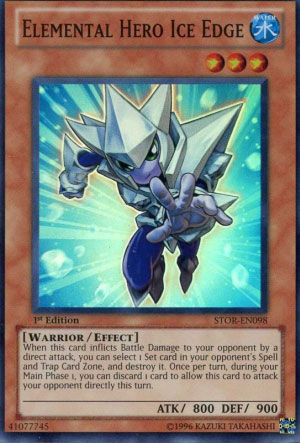 Elemental Hero Ice Edge
WATER
水
1st Edition
STOR-EN098
[WARRIOR / EFFECT]
When this card inflicts Battle Damage to your opponent by a
direct attack, you can select 1 Set card in your opponent's Spell
and Trap Card Zone, and destroy it. Once per turn, during your
Main Phase 1, you can discard 1 card to allow this card to attack
your opponent directly this turn.
ATK/ 800 DEF/ 900
41077745
©1996 KAZUKI TAKAHASHI